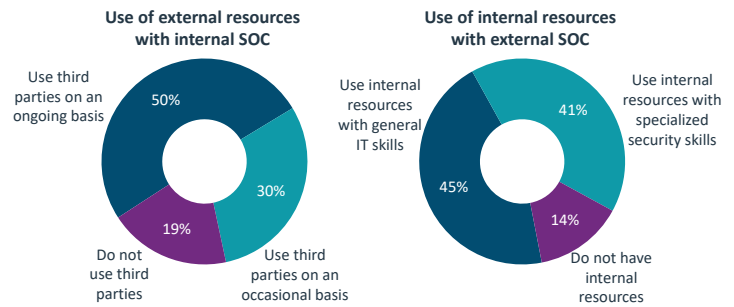 Use of external resources
with internal SOC
Use third
parties on an
ongoing basis
50%
30%
19%
Do not
use third
parties
Use third
parties on an
occasional basis
Use of internal resources
with external SOC
Use internal
resources
with general
IT skills
41%
Use internal
resources with
specialized
security skills
45%
14%
Do not have
internal
resources